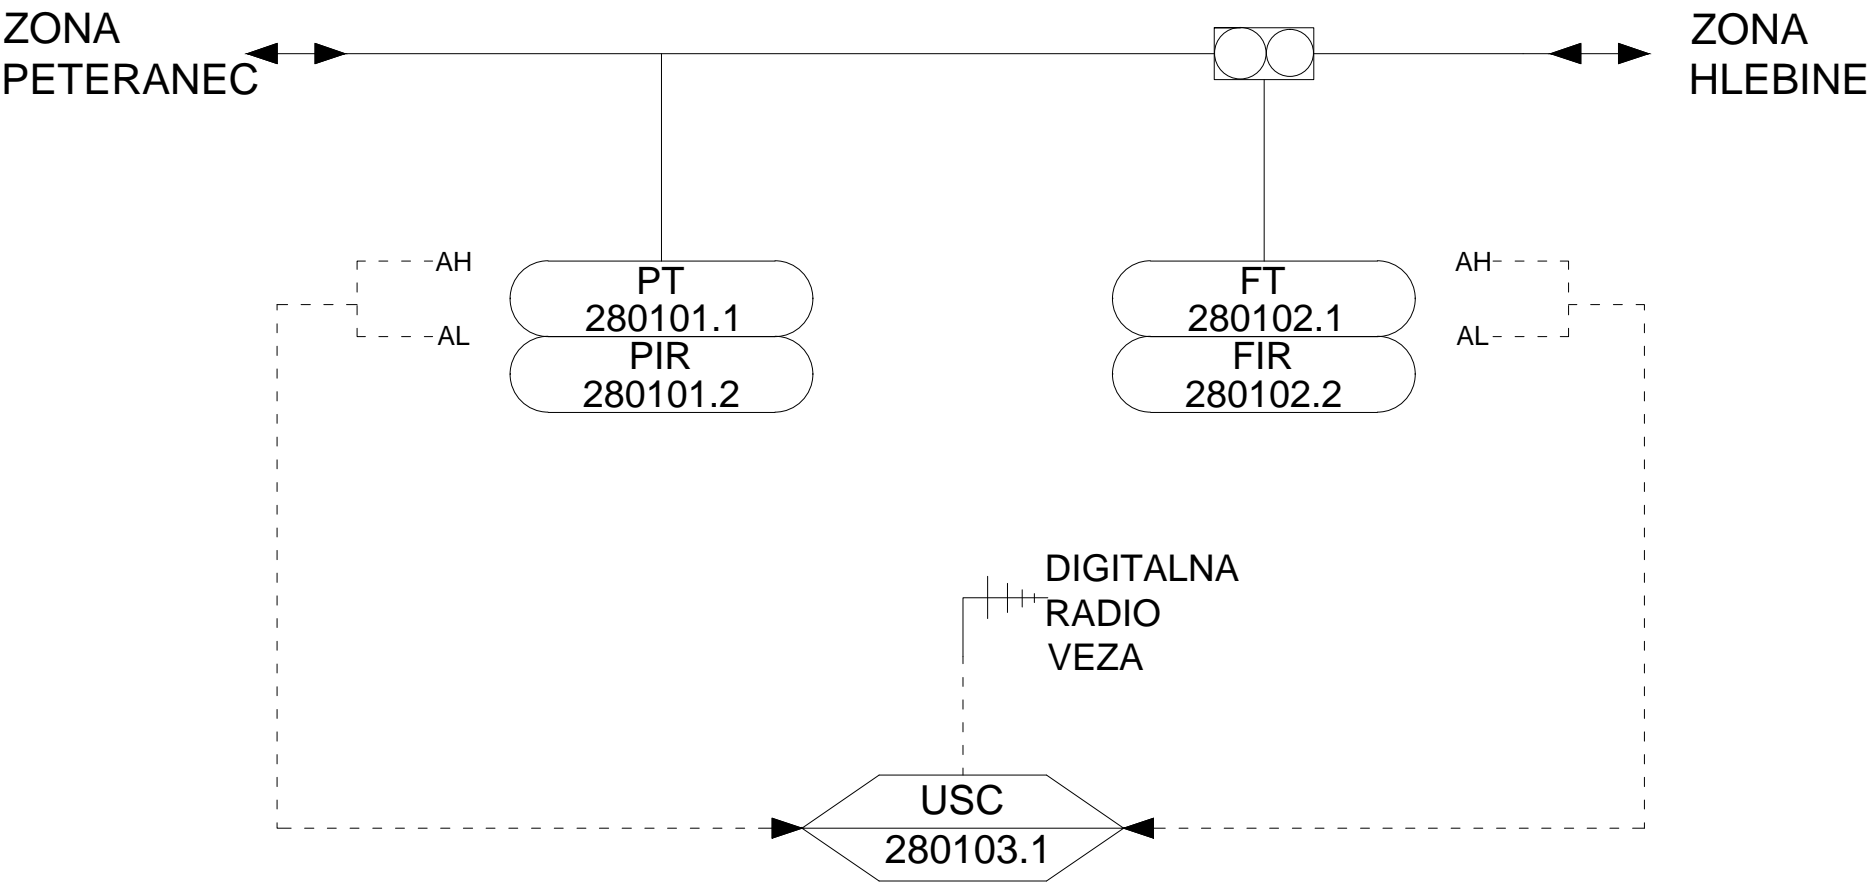 ZONA
PETERANEC
ZONA
HLEBINE
AH
AL
PT
280101.1
PIR
280101.2
FT
280102.1
FIR
280102.2
AH
AL
DIGITALNA
RADIO
VEZA
USC
280103.1